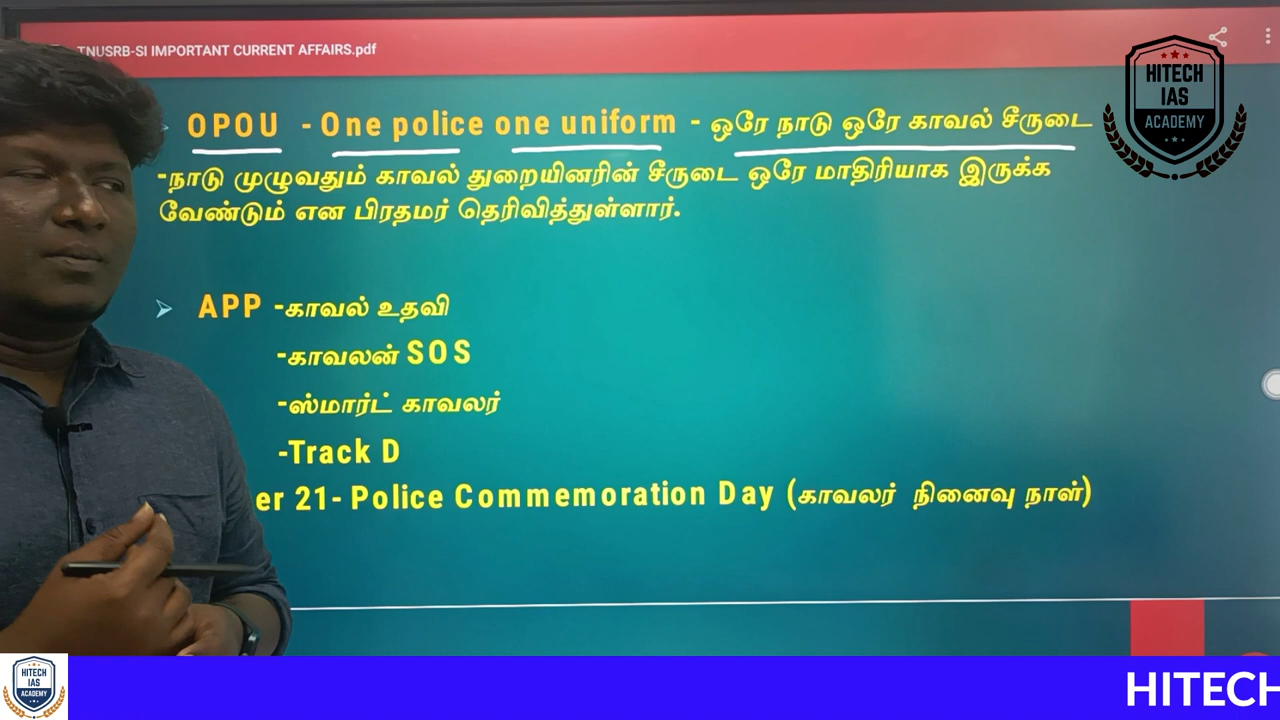 TNUSRB-SI IMPORTANT CURRENT AFFAIRS.pdf
HITECH
IAS
ACADEMY
OPOU - One police one uniform - ஒரே நாடு ஒரே காவல் சீருடை
-நாடு முழுவதும் காவல் துறையினரின் சீருடை ஒரே மாதிரியாக இருக்க
வேண்டும் என பிரதமர் தெரிவித்துள்ளார்.
APP -காவல் உதவி
-காவலன் SOS
-ஸ்மார்ட் காவலர்
-Track D
er 21- Police Commemoration Day (காவலர் நினைவு நாள்)
HITECH
IAS
ACADEMY
HITECH